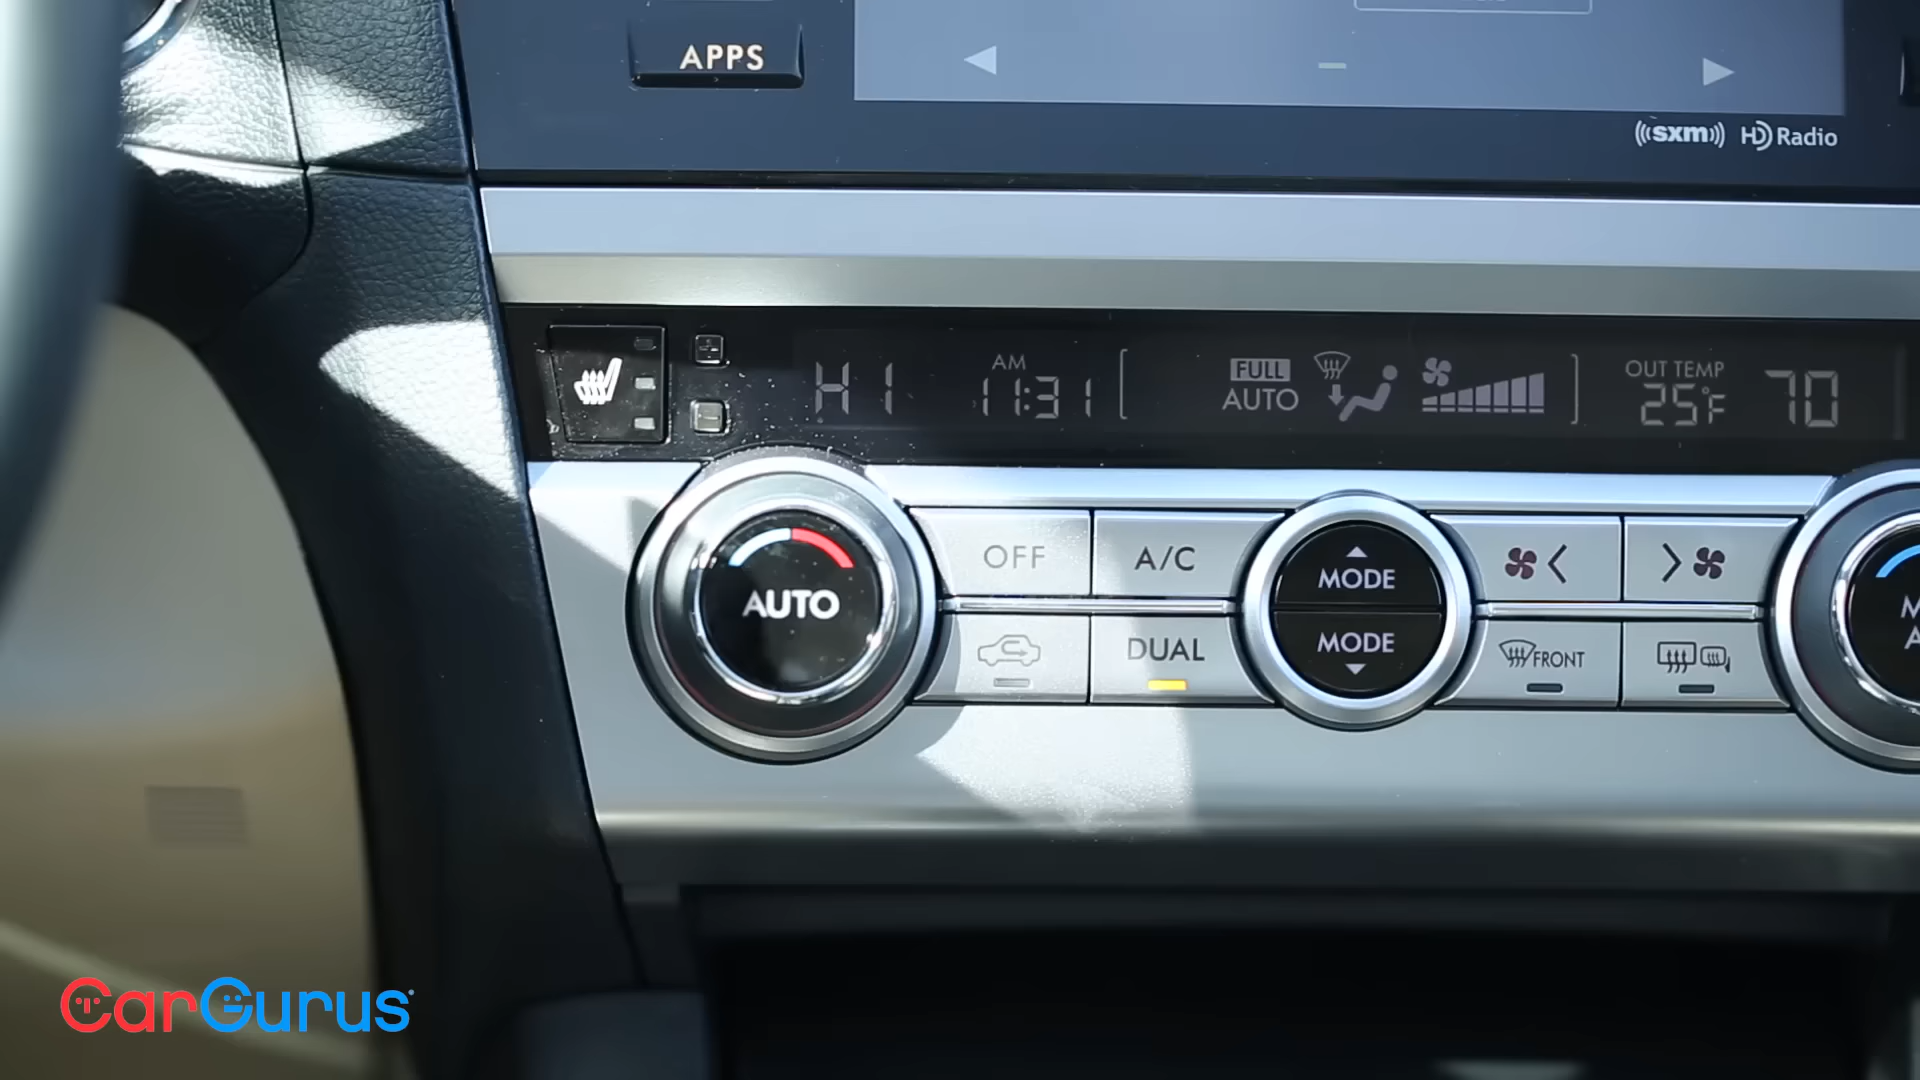 APPS
((sxm)) HD Radio
HI
AM
11:31
FULL
AUTO
OUT TEMP
25°F
70
AUTO
OFF
A/C
MODE
MODE
DUAL
FRONT
CarGurus